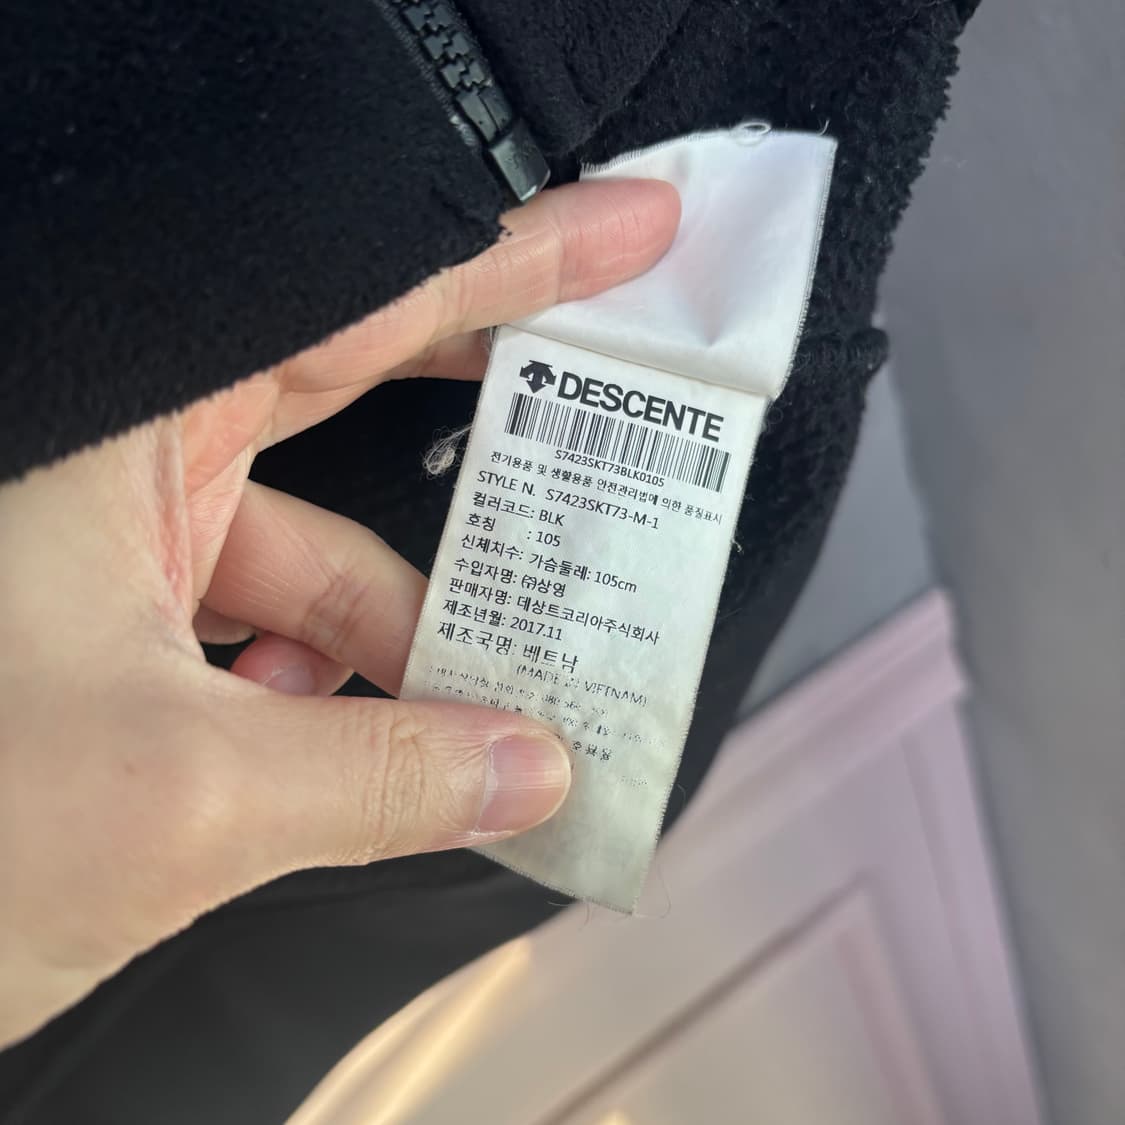 DESCENTE
S7423SKT73BLK0105
전기용품 및 생활용품 안전관리법에 의한 품질표시
STYLE N. S7423SKT73-M-1
컬러코드: BLK
호칭 : 105
신체치수: 가슴둘레: 105cm
수입자명: ㈜상영
판매자명: 데상트코리아주식회사
제조년월: 2017.11
제조국명: 베트남
(MADE IN VIETNAM)